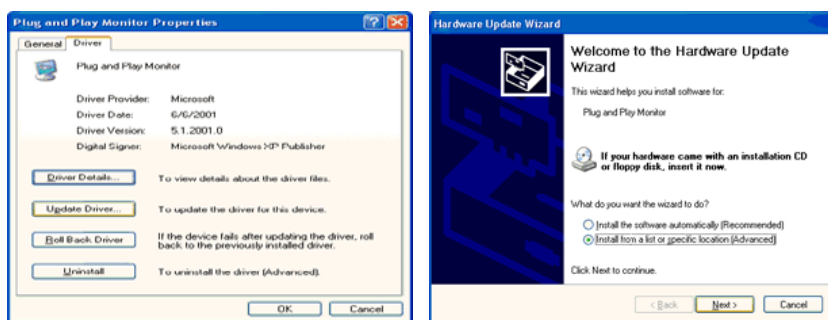 Plug and Play Monitor Properties
General Driver
Plug and Play Monitor
Driver Provider: Microsoft
Driver Date: 6/6/2001
Driver Version: 5.1.2001.0
Digital Signer: Microsoft Windows XP Publisher
Driver Details... To view details about the driver files.
Update Driver... To update the driver for this device.
Roll Back Driver If the device fails after updating the driver, roll
back to the previously installed driver.
Uninstall To uninstall the driver (Advanced).
OK Cancel
Hardware Update Wizard
Welcome to the Hardware Update
Wizard
This wizard helps you install software for:
Plug and Play Monitor
If your hardware came with an installation CD
or floppy disk, insert it now.
What do you want the wizard to do?
Install the software automatically (Recommended)
Install from a list or specific location (Advanced)
Click Next to continue.
< Back Next > Cancel